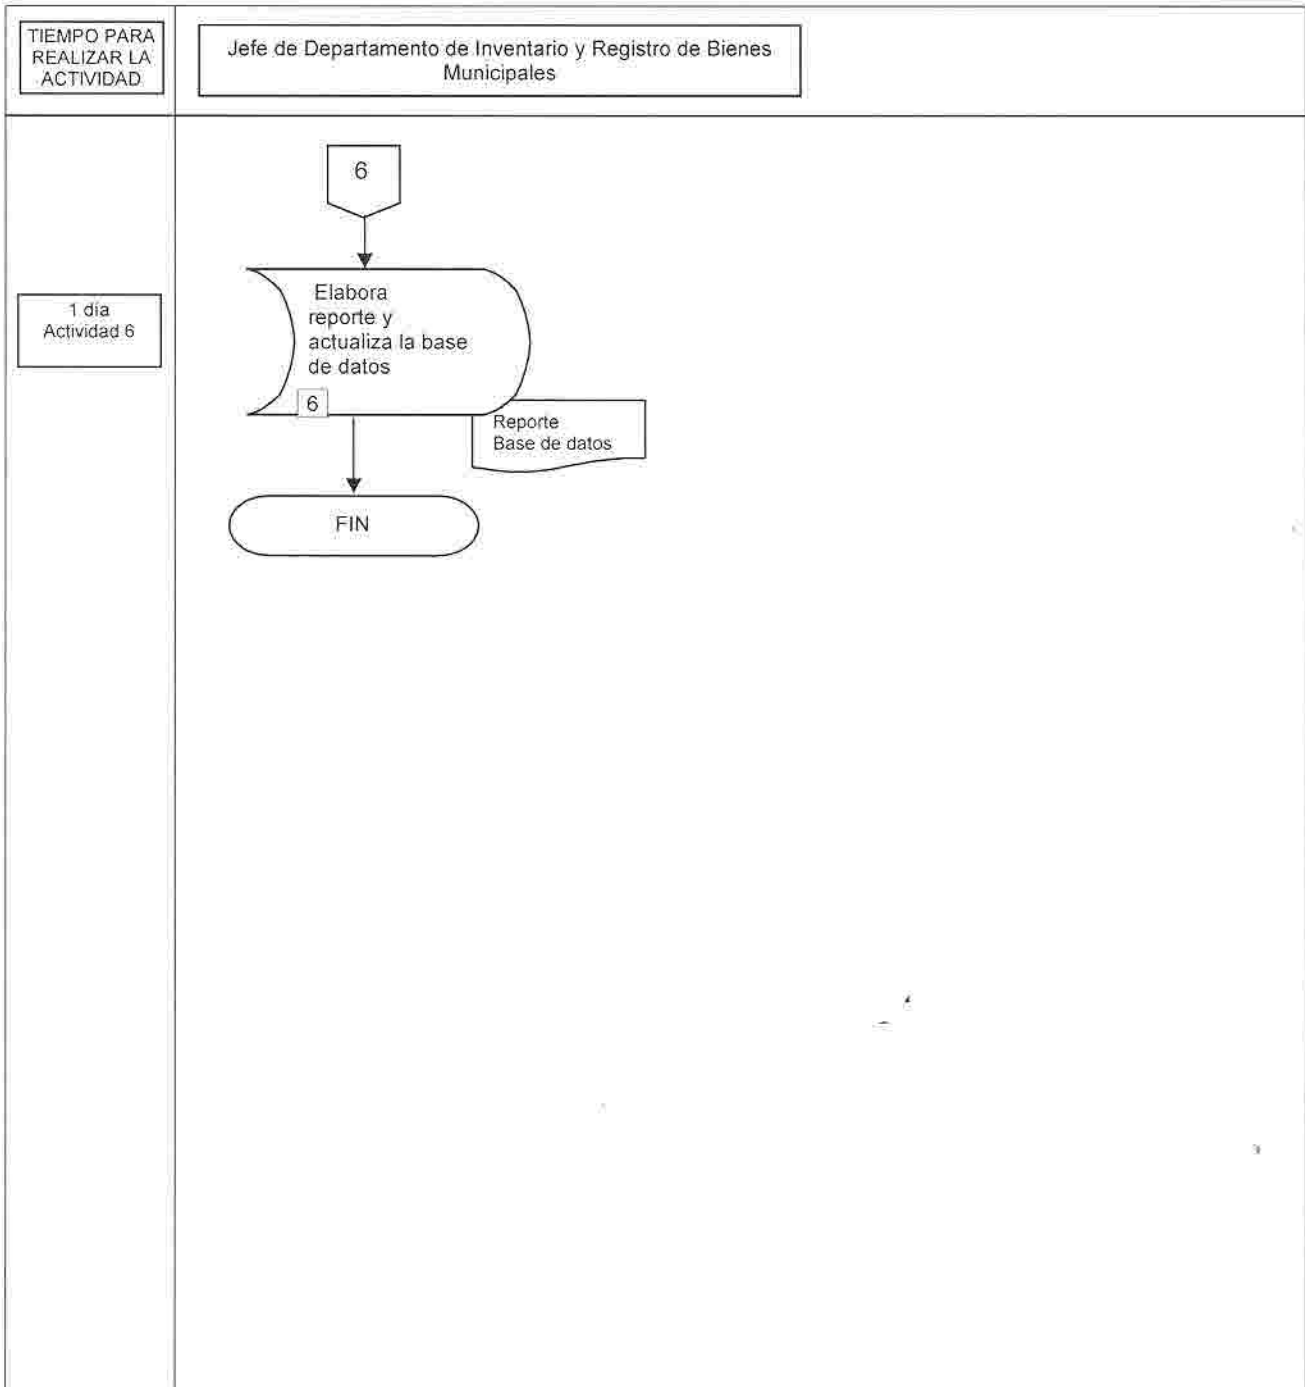 TIEMPO PARA
REALIZAR LA
ACTIVIDAD
Jefe de Departamento de Inventario y Registro de Bienes
Municipales
6
1 día
Actividad 6
Elabora
reporte y
actualiza la base
de datos
6
Reporte
Base de datos
FIN